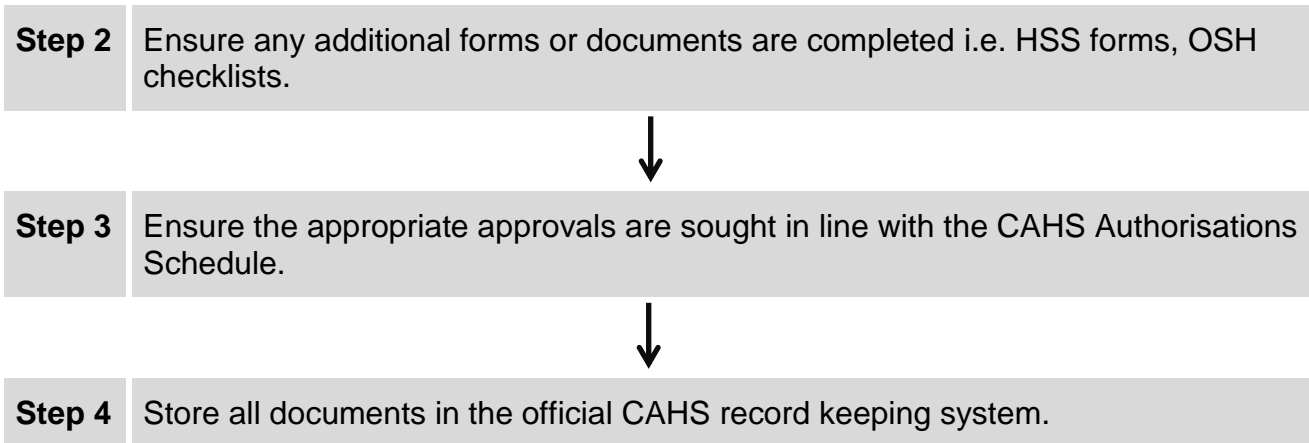 Step 2 Ensure any additional forms or documents are completed i.e. HSS forms, OSH
checklists.
Step 3 Ensure the appropriate approvals are sought in line with the CAHS Authorisations
Schedule.
Step 4 Store all documents in the official CAHS record keeping system.